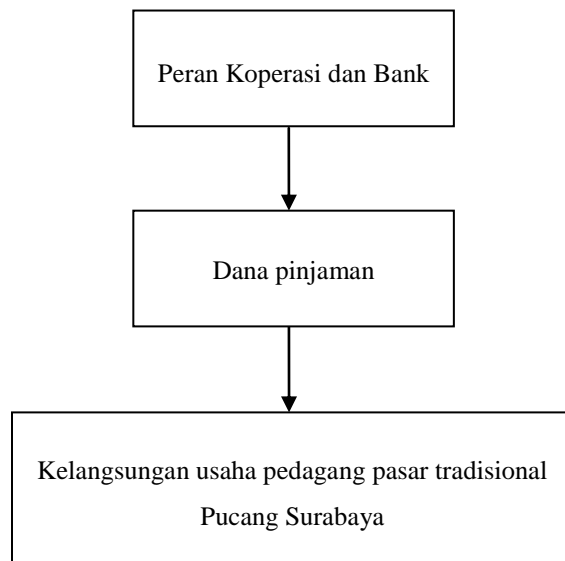 Peran Koperasi dan Bank
Dana pinjaman
Kelangsungan usaha pedagang pasar tradisional
Pucang Surabaya